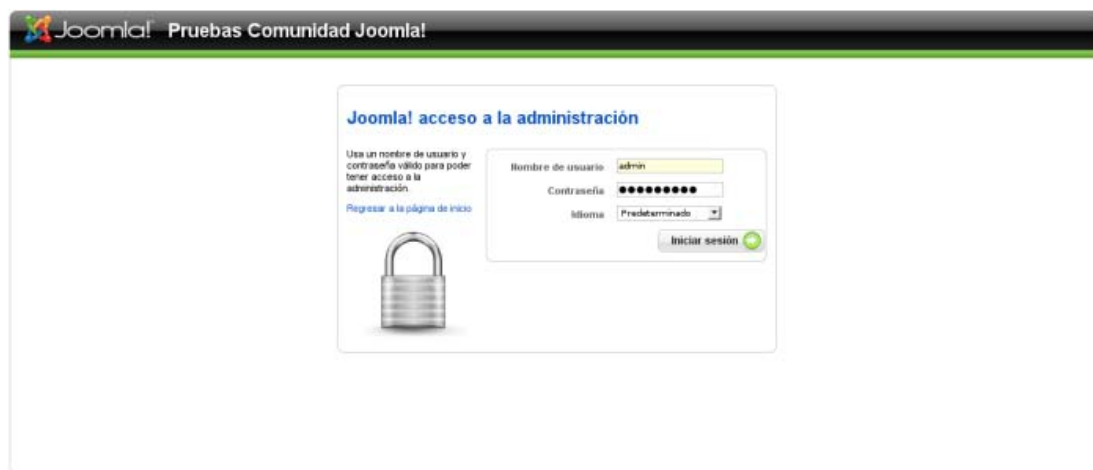 Joomla! Pruebas Comunidad Joomla!
Joomla! acceso a la administración
Usa un nombre de usuario y
contraseña válido para poder
tener acceso a la
administración.
Regresar a la página de inicio
Nombre de usuario admin
Contraseña ●●●●●●●●●
Idioma Predeterminado
Iniciar sesión